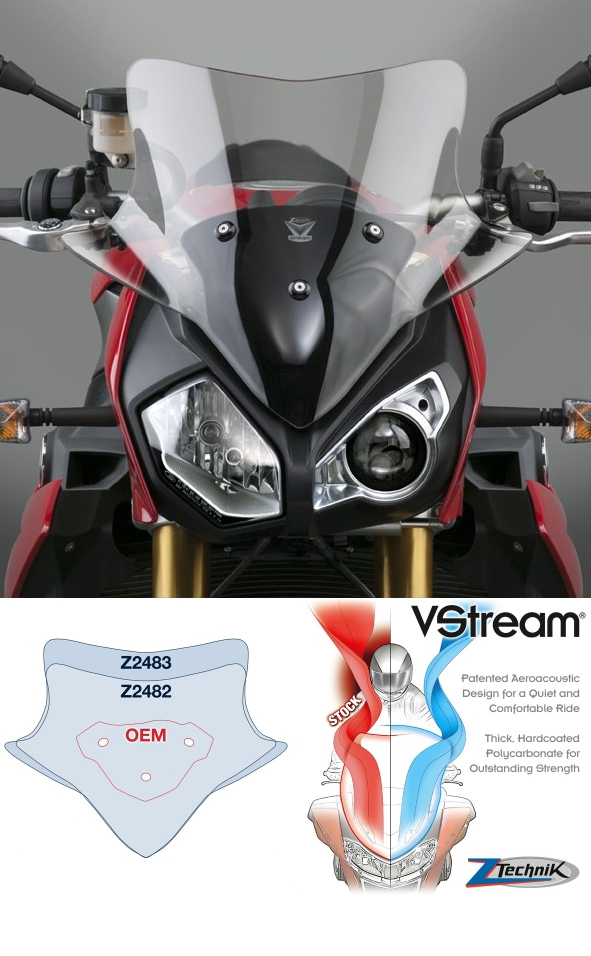 VStream®
Z2483
Z2482
OEM
STOCK
Patented Aeroacoustic
Design for a Quiet and
Comfortable Ride
Thick, Hardcoated
Polycarbonate for
Outstanding Strength
ZTechnik